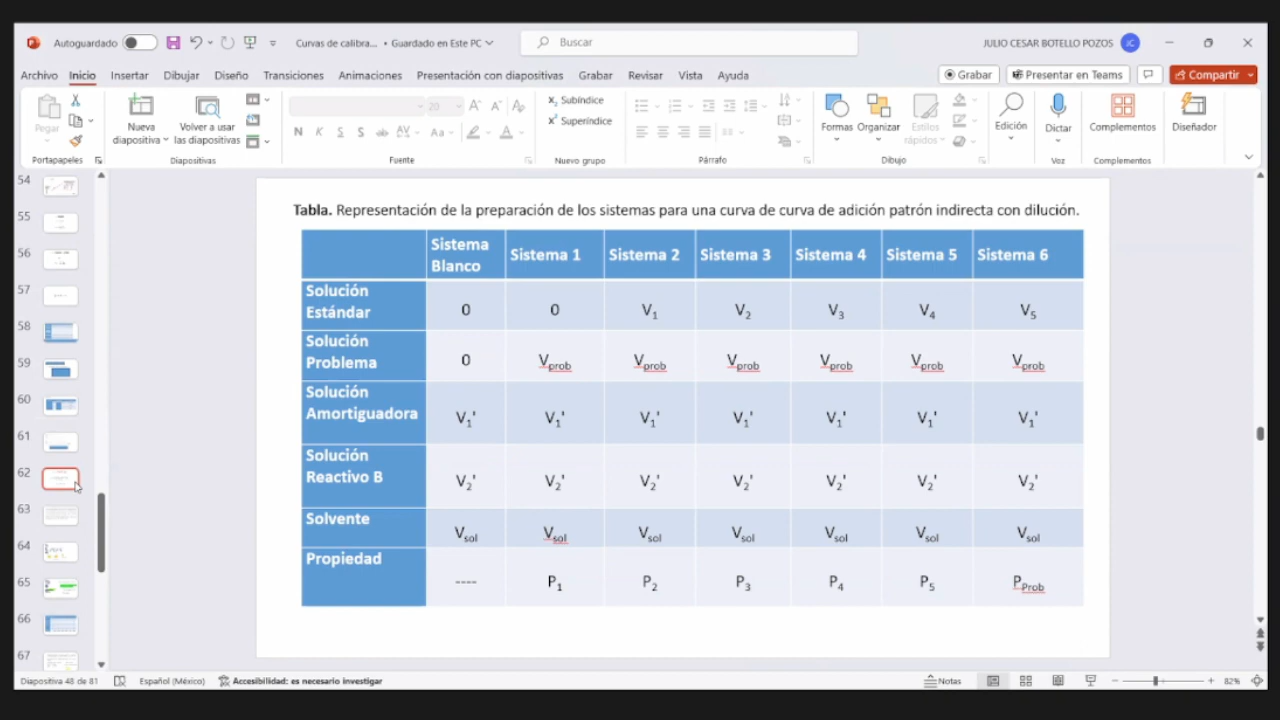 Autoguardado
Curvas de calibra... • Guardado en Este PC
Buscar
JULIO CESAR BOTELLO POZOS
JC
Archivo Inicio Insertar Dibujar Diseño Transiciones Animaciones Presentación con diapositivas Grabar Revisar Vista Ayuda
Grabar
Presentar en Teams
Compartir
Pegar
Nueva diapositiva
Volver a usar las diapositivas
20
Subíndice
Superíndice
Formas
Organizar
Estilos rápidos
Edición
Dictar
Complementos
Diseñador
Portapapeles
Diapositivas
Fuente
Nuevo grupo
Párrafo
Dibujo
Voz
Complementos
54
55
56
57
58
59
60
61
62
63
64
65
66
67
Tabla. Representación de la preparación de los sistemas para una curva de curva de adición patrón indirecta con dilución.
Sistema Blanco Sistema 1 Sistema 2 Sistema 3 Sistema 4 Sistema 5 Sistema 6
Solución Estándar 0 0 V₁ V₂ V₃ V₄ V₅
Solución Problema 0 Vprob Vprob Vprob Vprob Vprob Vprob
Solución Amortiguadora V₁' V₁' V₁' V₁' V₁' V₁' V₁'
Solución Reactivo B V₂' V₂' V₂' V₂' V₂' V₂' V₂'
Solvente Vsol Vsol Vsol Vsol Vsol Vsol Vsol
Propiedad ---- P₁ P₂ P₃ P₄ P₅ PProb
Diapositiva 48 de 81
Español (México)
Accesibilidad: es necesario investigar
Notas
82%